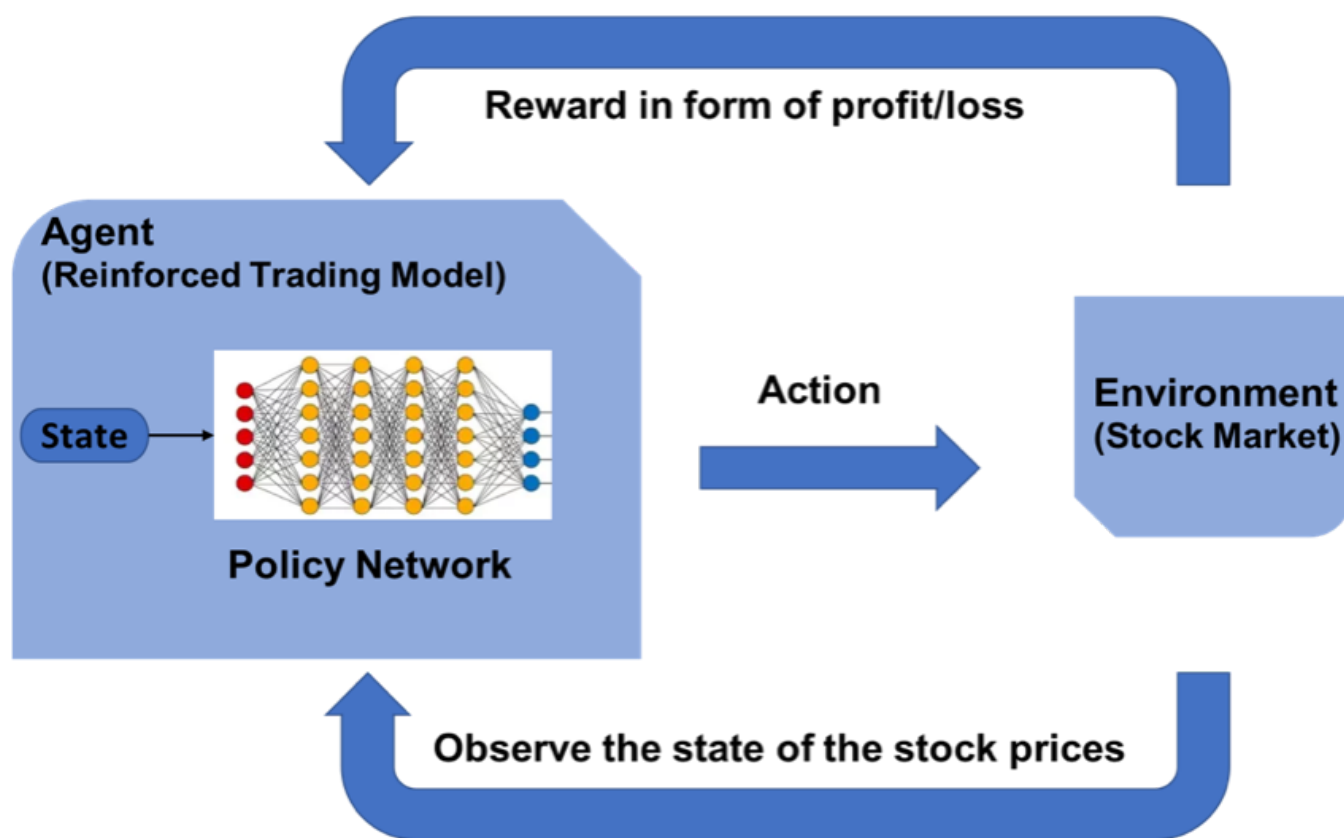 Reward in form of profit/loss
Agent
(Reinforced Trading Model)
State
Policy Network
Action
Environment
(Stock Market)
Observe the state of the stock prices